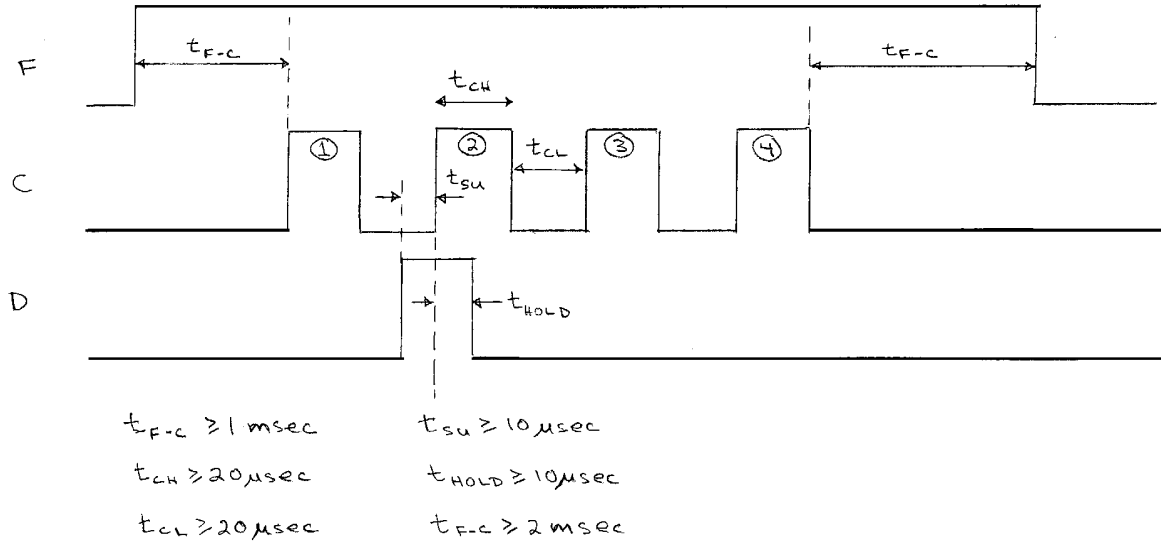 F
t_F-C
t_F-C
t_CH
C
①
②
③
④
t_CL
t_SU
D
t_HOLD
t_F-C ≥ 1 msec
t_SU ≥ 10 μsec
t_CH ≥ 20 μsec
t_HOLD ≥ 10 μsec
t_CL ≥ 20 μsec
t_F-C ≥ 2 msec